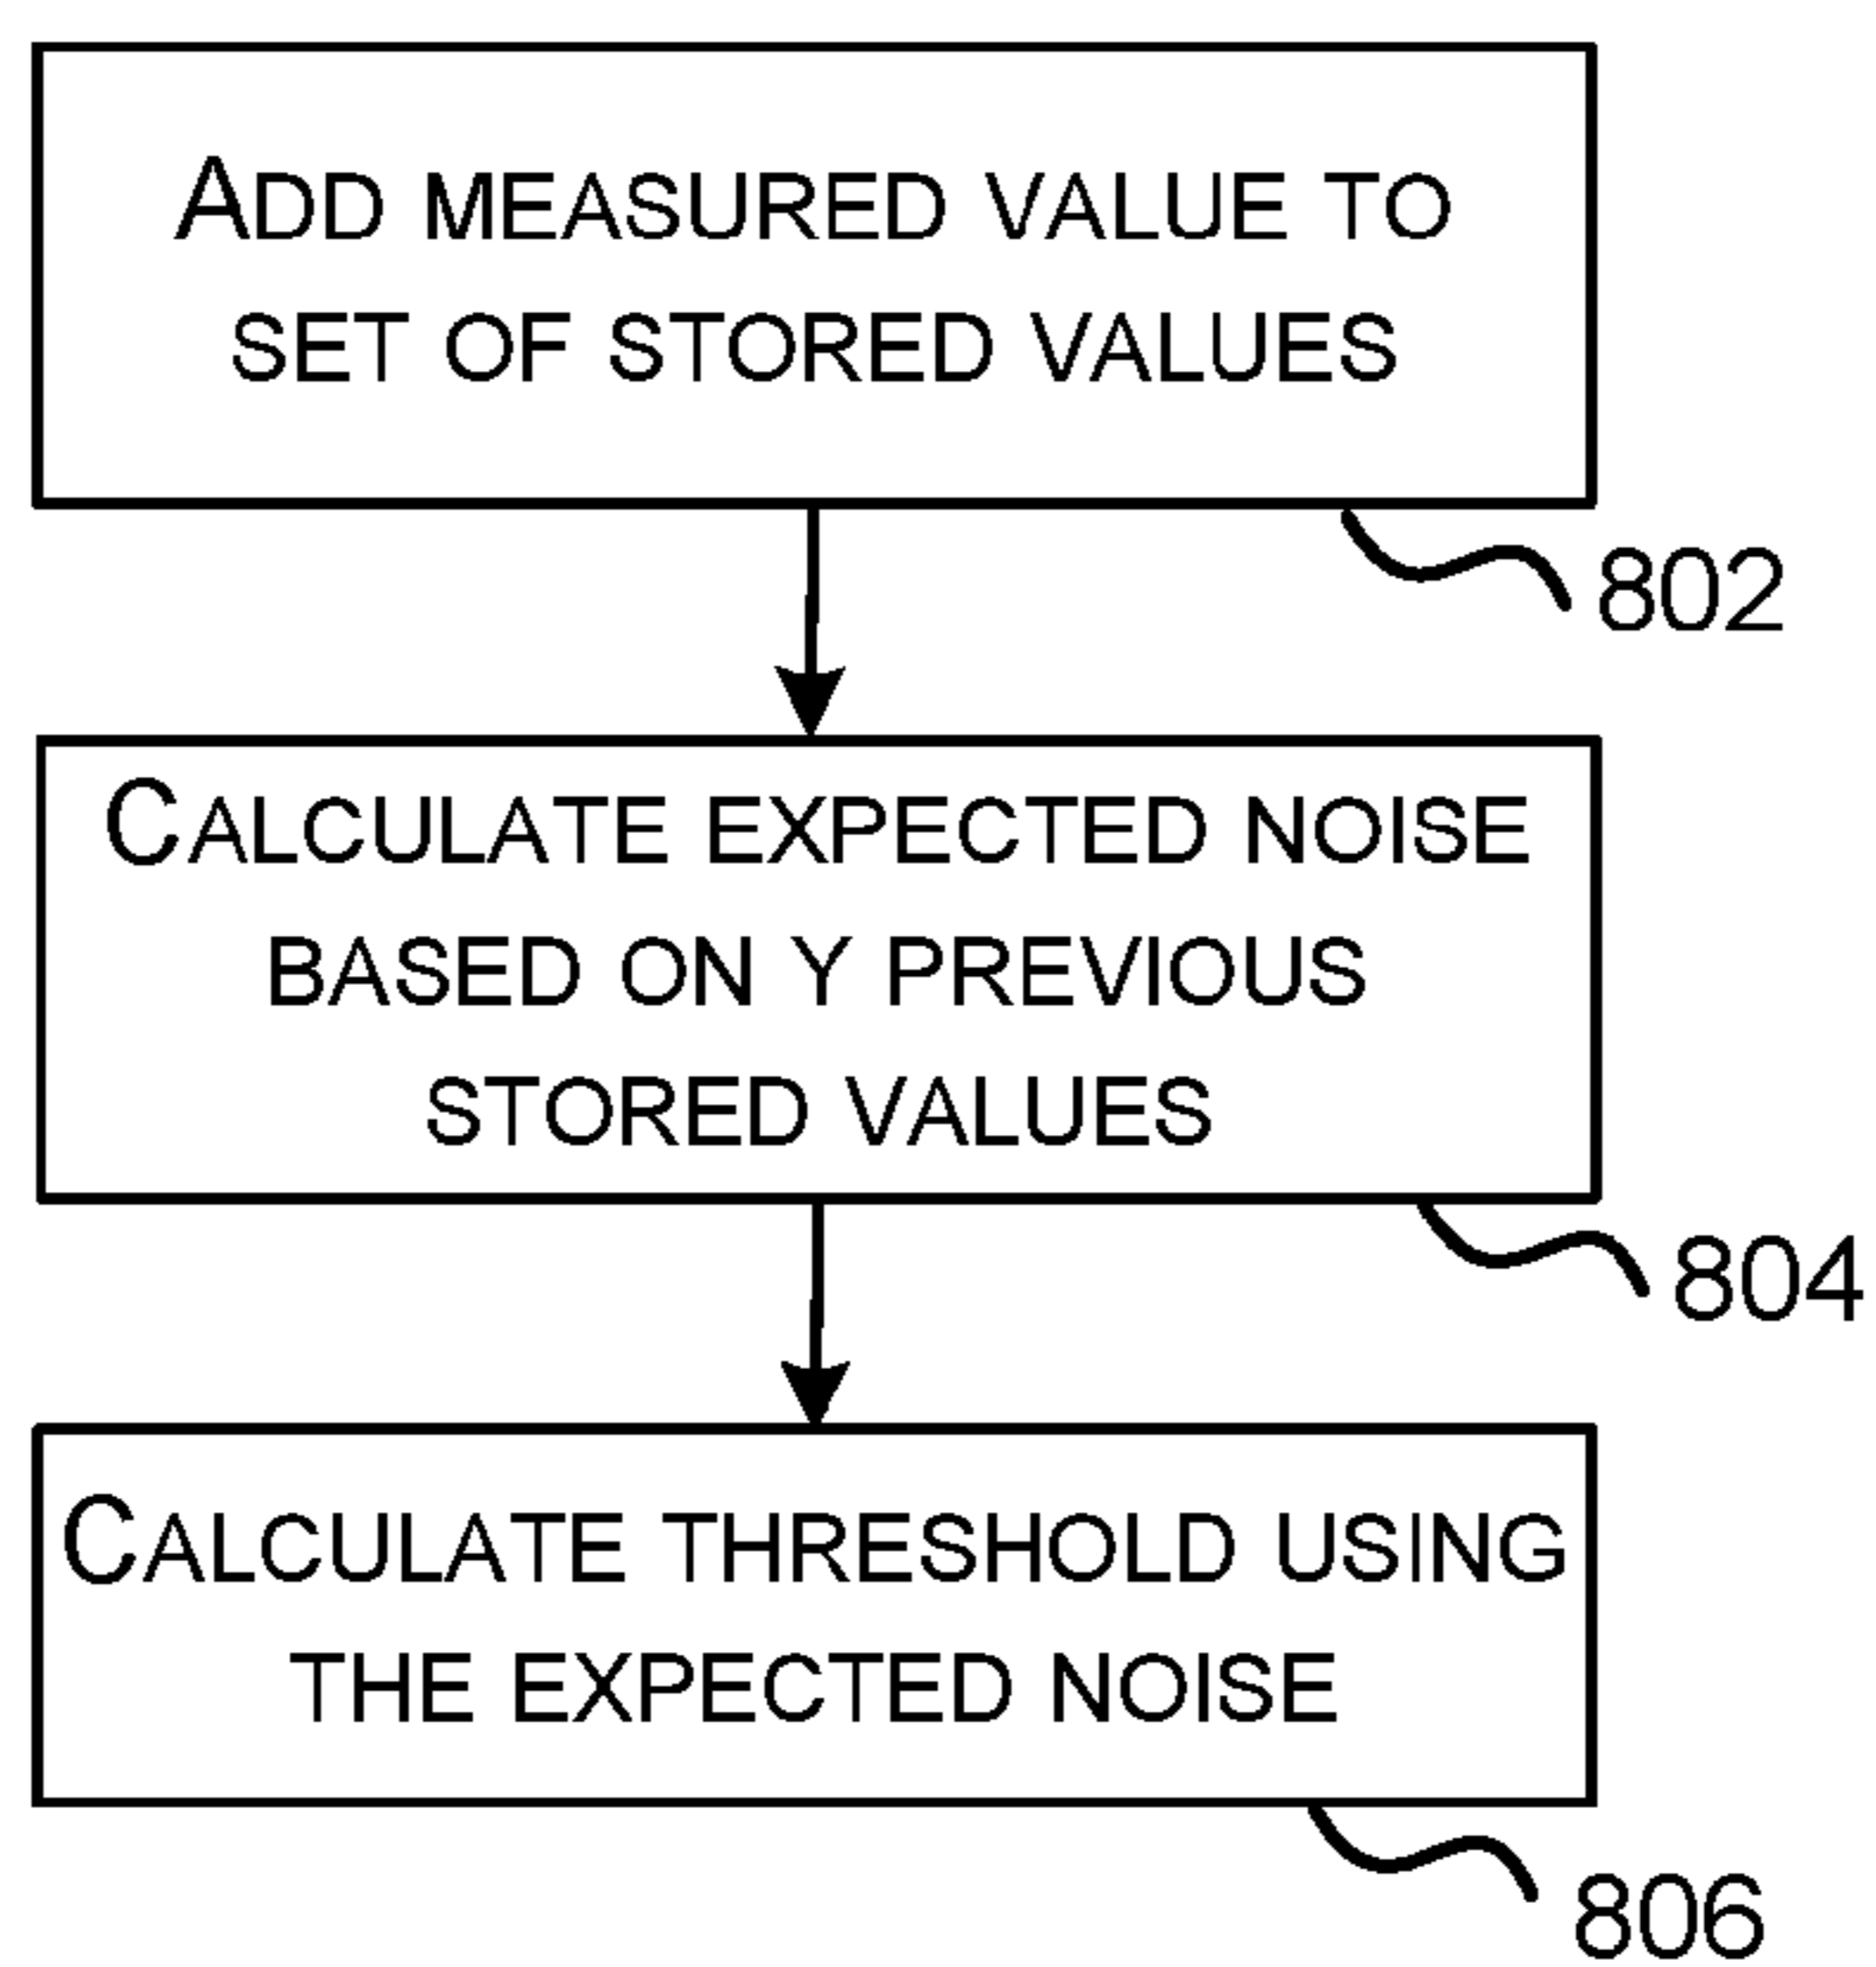 ADD MEASURED VALUE TO
SET OF STORED VALUES
802
CALCULATE EXPECTED NOISE
BASED ON Y PREVIOUS
STORED VALUES
804
CALCULATE THRESHOLD USING
THE EXPECTED NOISE
806